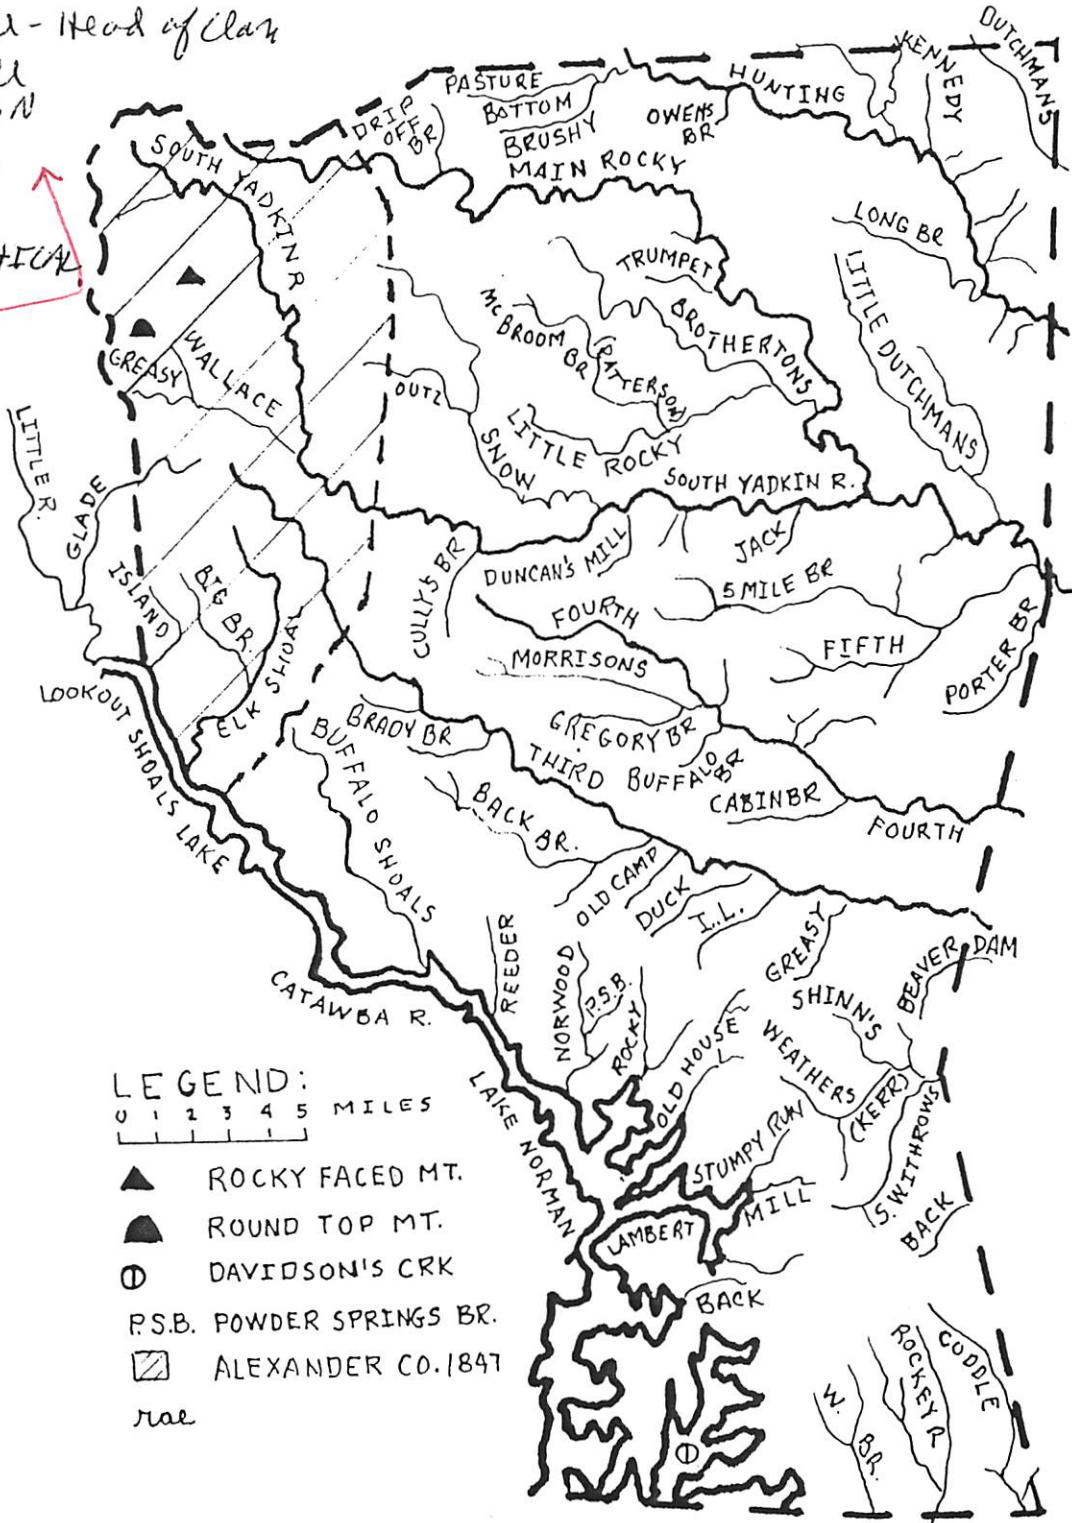 - Head of Clan
N
PASTURE
BOTTOM
BRUSHY
MAIN ROCKY
DRIP
OFF
BR
OWENS
BR
HUNTING
KENNEDY
DUTCHMANS
SOUTH YADKIN R
LONG BR
TRUMPET
BROTHERTONS
LITTLE DUTCHMANS
McBROOM
BR
(PATTERSON)
GREASY
WALLACE
OUTZ
SNOW
LITTLE ROCKY
SOUTH YADKIN R.
LITTLE R.
GLADE
ISLAND
BIG
BR.
ELK SHOAL
CULLY'S BR
DUNCAN'S MILL
JACK
5 MILE BR
FOURTH
FIFTH
MORRISONS
PORTER BR
LOOKOUT SHOALS LAKE
BRADY BR
GREGORY BR
BUFFALO SHOALS
THIRD
BUFFALO
BR
CABIN BR
FOURTH
BACK BR.
OLD CAMP
DUCK
I.L.
GREASY
BEAVER DAM
REEDER
NORWOOD
P.S.B.
ROCKY
OLD HOUSE
SHINN'S
WEATHERS
(KERR)
CATAWBA R.
LAKE NORMAN
STUMPY RUN
S. WITHROWS
MILL
BACK
LAMBERT
BACK
W.
BR.
ROCKEY R
CODDLE
LEGEND:
0 1 2 3 4 5 MILES
ROCKY FACED MT.
ROUND TOP MT.
DAVIDSON'S CRK
P.S.B. POWDER SPRINGS BR.
ALEXANDER CO. 1847
rae